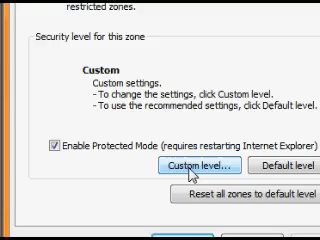 restricted zones.
Security level for this zone
Custom
Custom settings.
- To change the settings, click Custom level.
- To use the recommended settings, click Default level.
Enable Protected Mode (requires restarting Internet Explorer)
Custom level... Default level
Reset all zones to default level